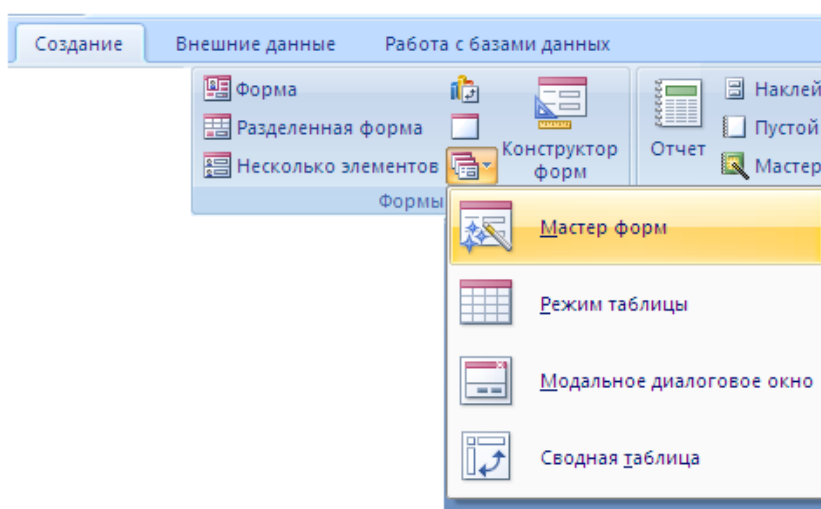 Создание Внешние данные Работа с базами данных
Форма
Разделенная форма
Несколько элементов
Конструктор
форм
Отчет
Наклей
Пустой
Мастер
Формы
Мастер форм
Режим таблицы
Модальное диалоговое окно
Сводная таблица